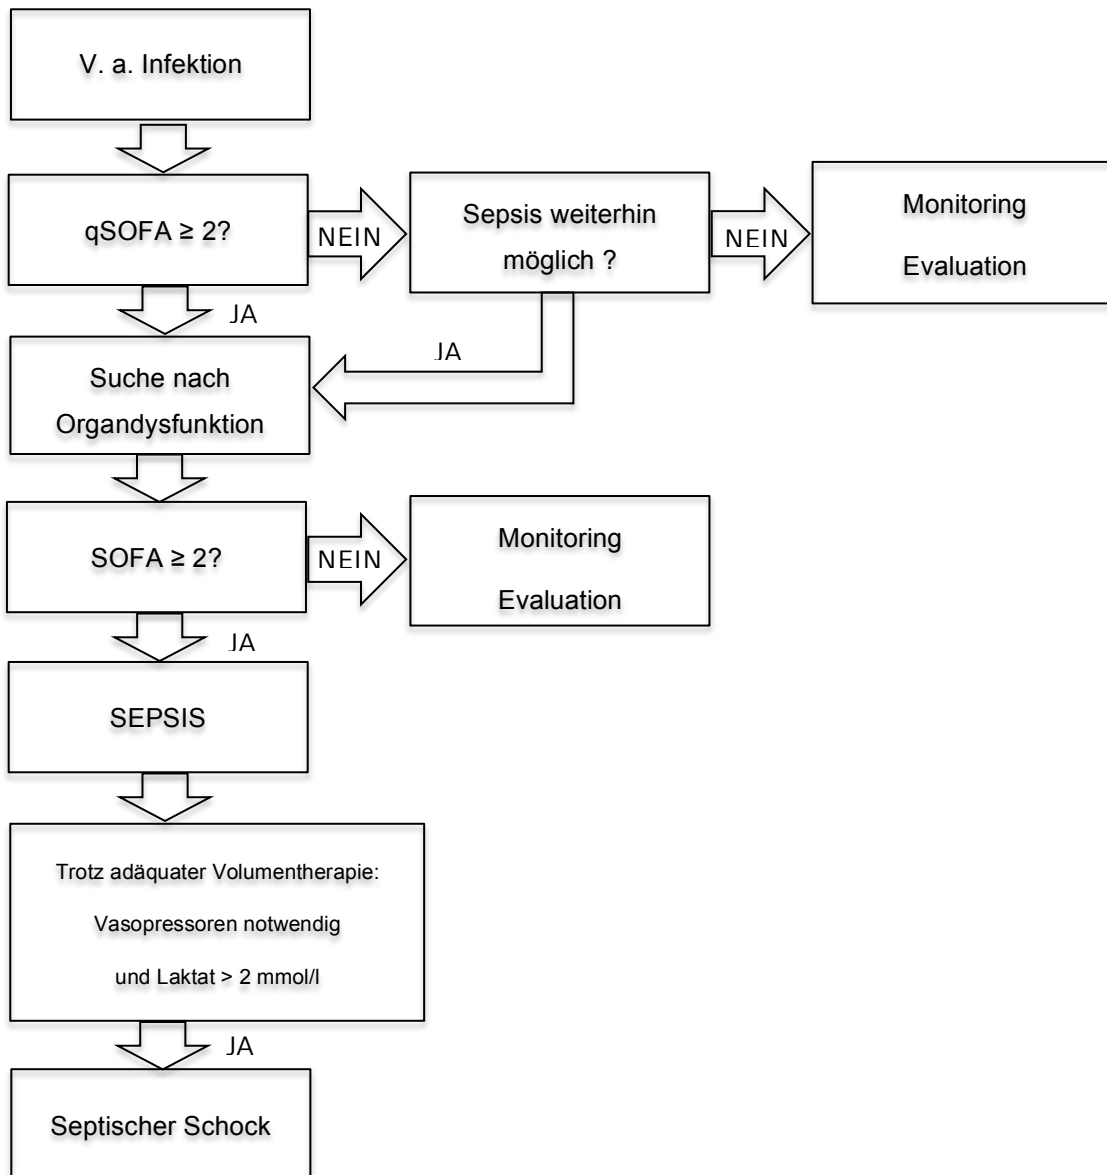 V. a. Infektion
qSOFA ≥ 2?
NEIN
Sepsis weiterhin
möglich ?
NEIN
Monitoring
Evaluation
JA
JA
Suche nach
Organdysfunktion
SOFA ≥ 2?
NEIN
Monitoring
Evaluation
JA
SEPSIS
Trotz adäquater Volumentherapie:
Vasopressoren notwendig
und Laktat > 2 mmol/l
JA
Septischer Schock